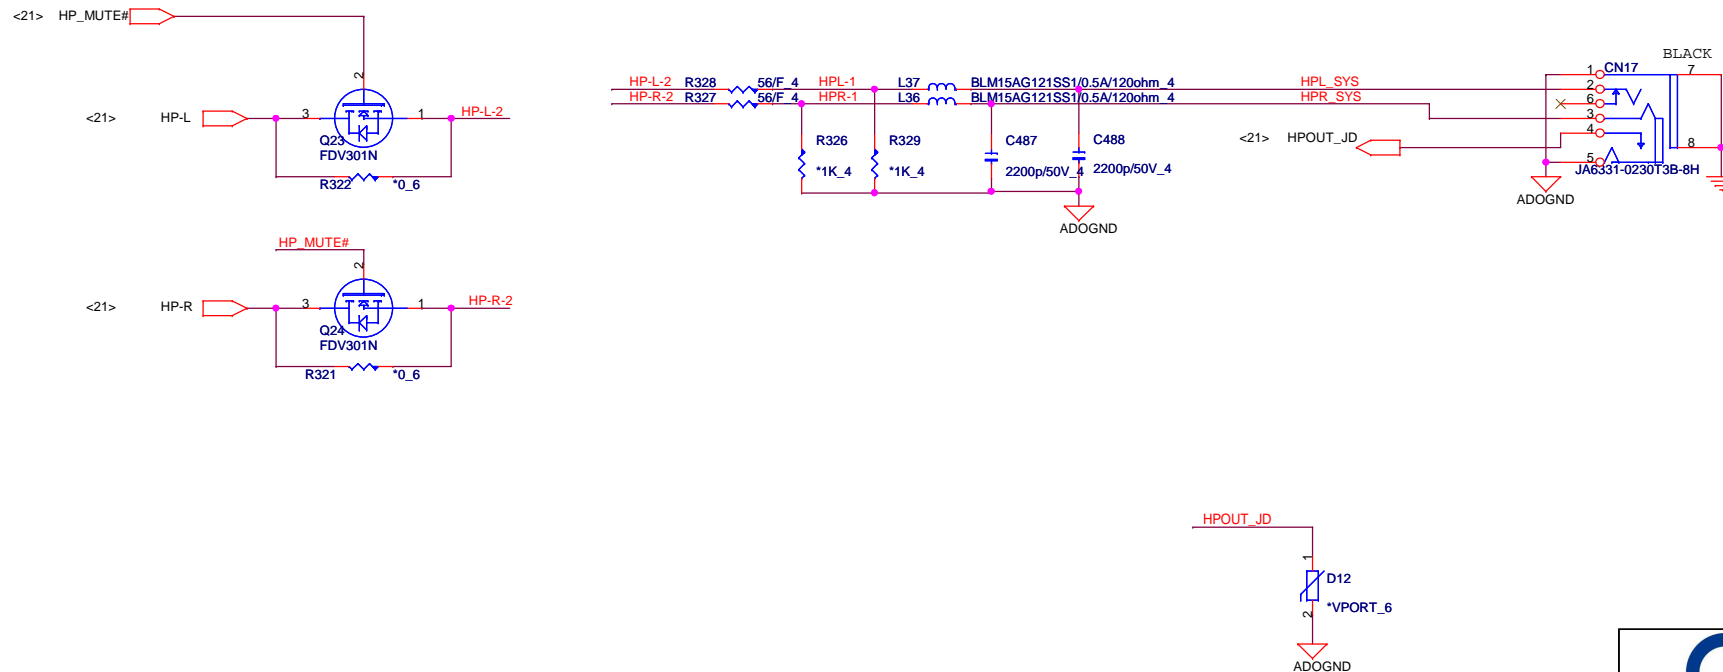 <21> HP_MUTE#
2
<21> HP-L 3 1 HP-L-2
Q23
FDV301N
R322 *0_6
HP_MUTE#
2
<21> HP-R 3 1 HP-R-2
Q24
FDV301N
R321 *0_6
HP-L-2 R328 56/F_4 HPL-1 L37 BLM15AG121SS1/0.5A/120ohm_4 HPL_SYS
HP-R-2 R327 56/F_4 HPR-1 L36 BLM15AG121SS1/0.5A/120ohm_4 HPR_SYS
R326 R329 C487 C488
*1K_4 *1K_4 2200p/50V_4 2200p/50V_4
ADOGND
BLACK
1 CN17 7
2
6
3
<21> HPOUT_JD 4 8
5 JA6331-0230T3B-8H
ADOGND
HPOUT_JD
1
D12
*VPORT_6
2
ADOGND